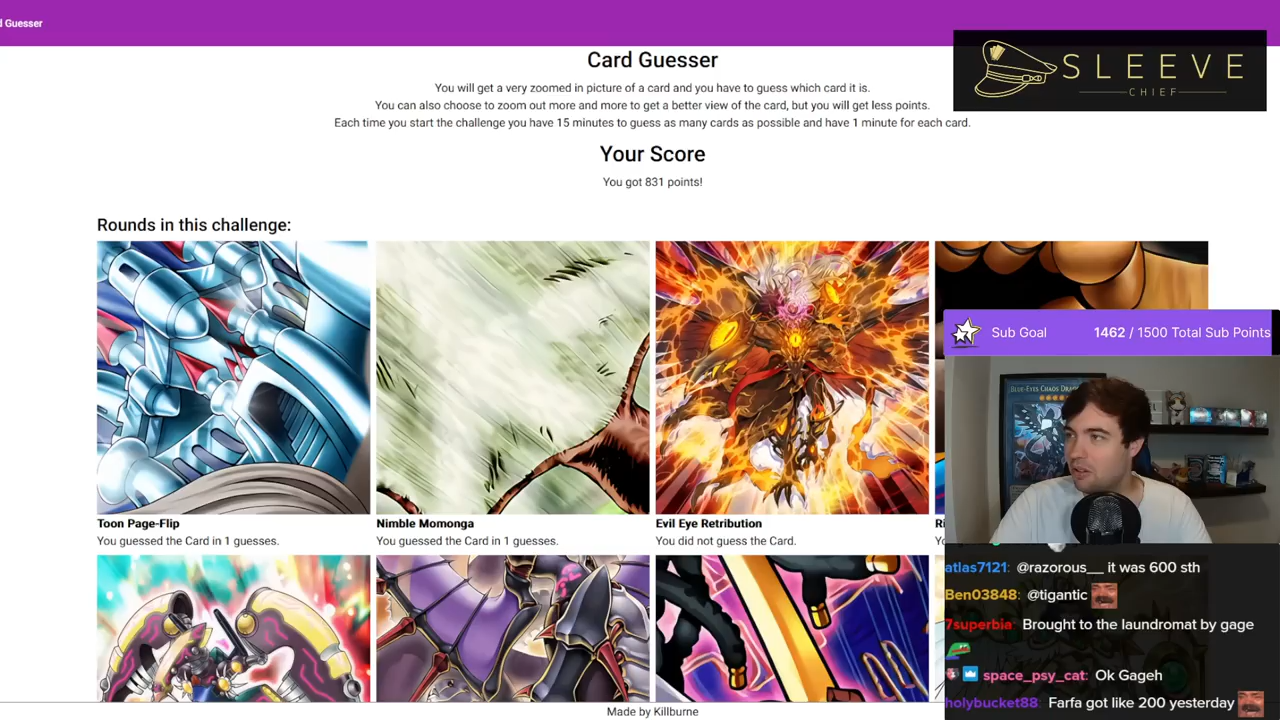 d Guesser
Card Guesser
You will get a very zoomed in picture of a card and you have to guess which card it is.
You can also choose to zoom out more and more to get a better view of the card, but you will get less points.
Each time you start the challenge you have 15 minutes to guess as many cards as possible and have 1 minute for each card.
Your Score
You got 831 points!
SLEEVE
CHIEF
Rounds in this challenge:
Toon Page-Flip
You guessed the Card in 1 guesses.
Nimble Momonga
You guessed the Card in 1 guesses.
Evil Eye Retribution
You did not guess the Card.
Sub Goal 1462 / 1500 Total Sub Points
BLUE-EYES CHAOS DRAG
atlas7121: @razorous__ it was 600 sth
Ben03848: @tigantic
7superbia: Brought to the laundromat by gage
space_psy_cat: Ok Gageh
holybucket88: Farfa got like 200 yesterday
Made by Killburne